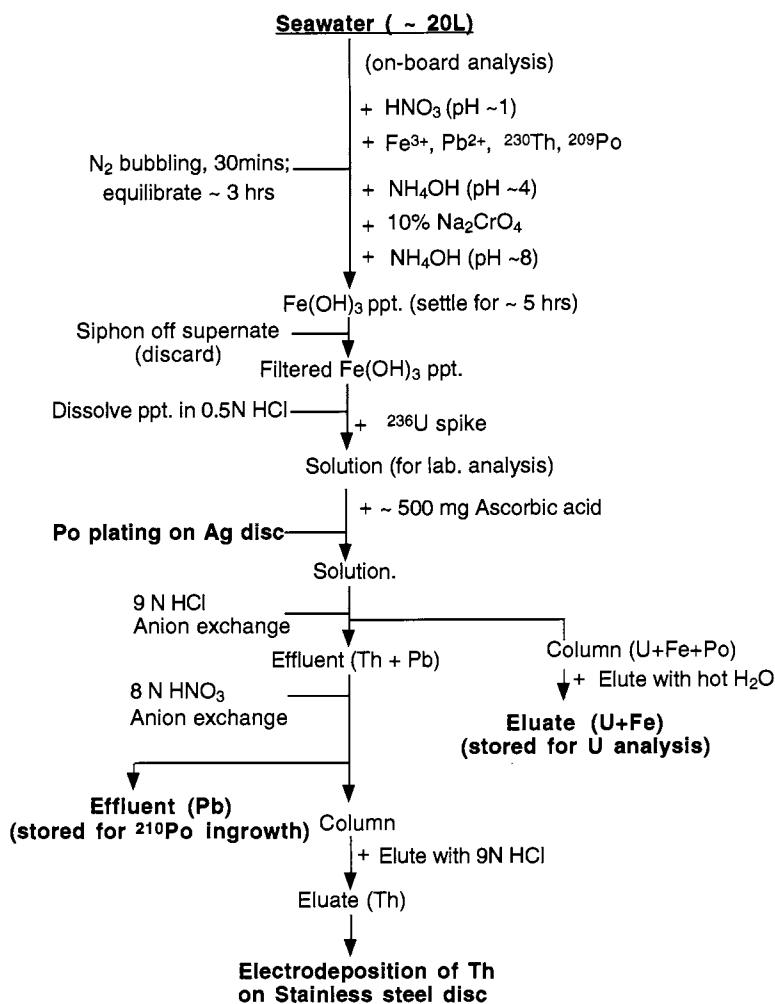 Seawater ( ~ 20L)
(on-board analysis)
+ HNO₃ (pH ~1)
+ Fe³⁺, Pb²⁺, ²³⁰Th, ²⁰⁹Po
N₂ bubbling, 30mins;
equilibrate ~ 3 hrs
+ NH₄OH (pH ~4)
+ 10% Na₂CrO₄
+ NH₄OH (pH ~8)
Fe(OH)₃ ppt. (settle for ~ 5 hrs)
Siphon off supernate
(discard)
Filtered Fe(OH)₃ ppt.
Dissolve ppt. in 0.5N HCl
+ ²³⁶U spike
Solution (for lab. analysis)
+ ~ 500 mg Ascorbic acid
Po plating on Ag disc
Solution.
9 N HCl
Anion exchange
Effluent (Th + Pb)
Column (U+Fe+Po)
+ Elute with hot H₂O
Eluate (U+Fe)
(stored for U analysis)
8 N HNO₃
Anion exchange
Effluent (Pb)
(stored for ²¹⁰Po ingrowth)
Column
+ Elute with 9N HCl
Eluate (Th)
Electrodeposition of Th
on Stainless steel disc